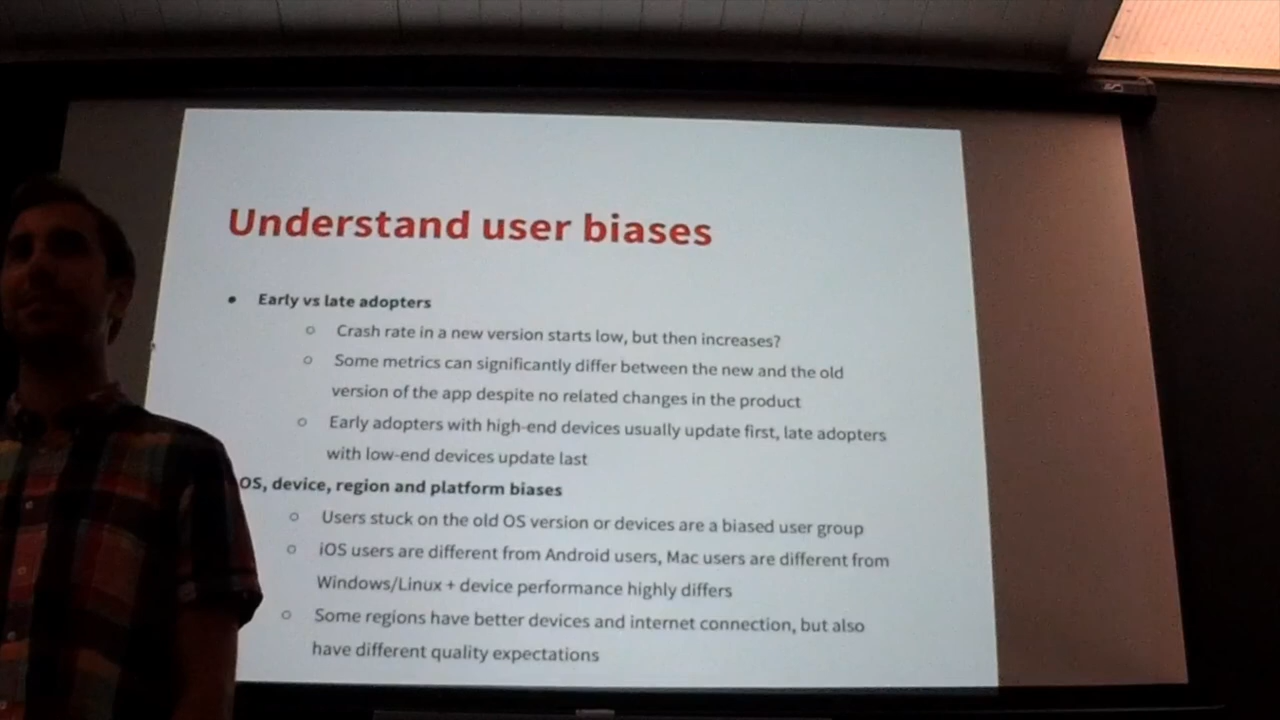 Understand user biases
● Early vs late adopters
○ Crash rate in a new version starts low, but then increases?
○ Some metrics can significantly differ between the new and the old
version of the app despite no related changes in the product
○ Early adopters with high-end devices usually update first, late adopters
with low-end devices update last
OS, device, region and platform biases
○ Users stuck on the old OS version or devices are a biased user group
○ iOS users are different from Android users, Mac users are different from
Windows/Linux + device performance highly differs
○ Some regions have better devices and internet connection, but also
have different quality expectations